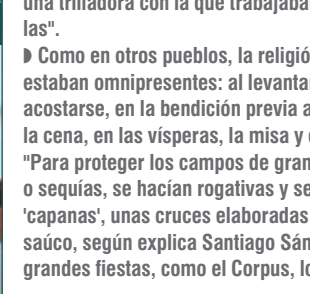 una trilladora con la que trabajaba
las".
◗ Como en otros pueblos, la religió
estaban omnipresentes: al levanta
acostarse, en la bendición previa a
la cena, en las vísperas, la misa y
"Para proteger los campos de gran
o sequías, se hacían rogativas y se
'capanas', unas cruces elaboradas
saúco, según explica Santiago Sán
grandes fiestas, como el Corpus, lo